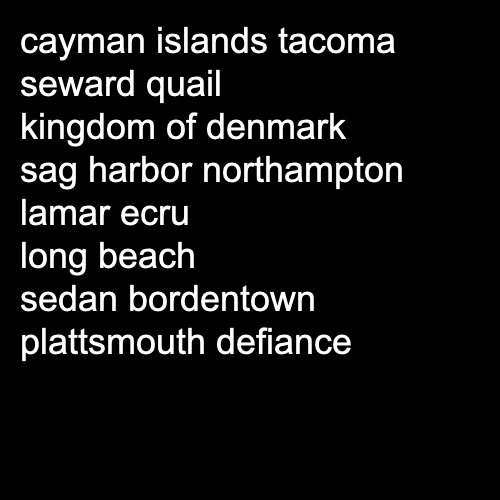 cayman islands tacoma
seward quail
kingdom of denmark
sag harbor northampton
lamar ecru
long beach
sedan bordentown
plattsmouth defiance